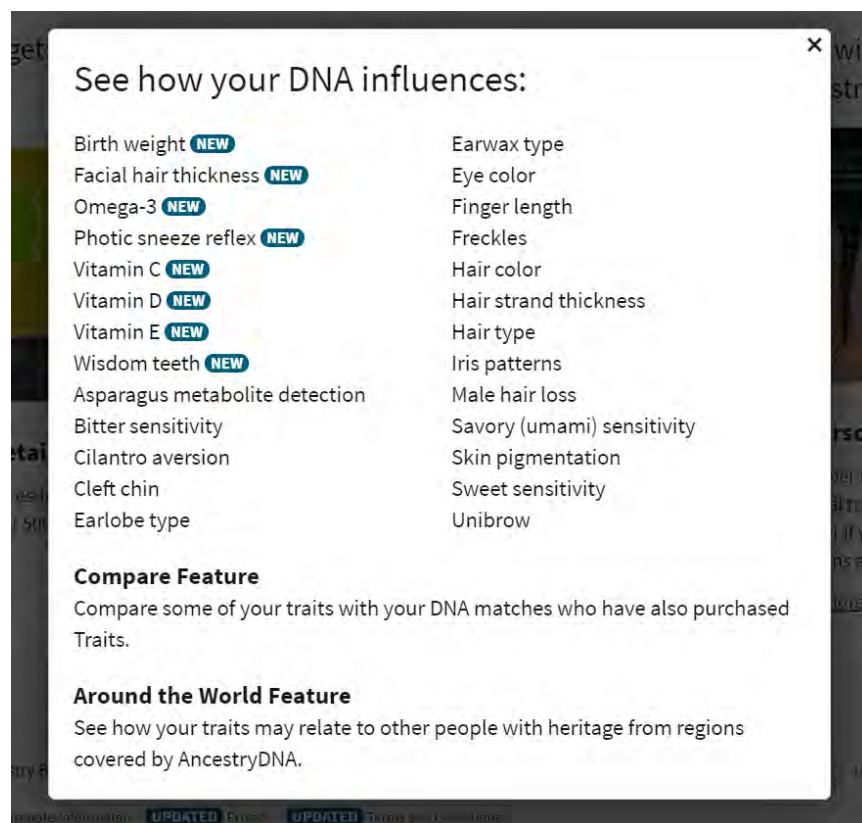 See how your DNA influences:
Birth weight NEW
Facial hair thickness NEW
Omega-3 NEW
Photic sneeze reflex NEW
Vitamin C NEW
Vitamin D NEW
Vitamin E NEW
Wisdom teeth NEW
Asparagus metabolite detection
Bitter sensitivity
Cilantro aversion
Cleft chin
Earlobe type
Earwax type
Eye color
Finger length
Freckles
Hair color
Hair strand thickness
Hair type
Iris patterns
Male hair loss
Savory (umami) sensitivity
Skin pigmentation
Sweet sensitivity
Unibrow
Compare Feature
Compare some of your traits with your DNA matches who have also purchased
Traits.
Around the World Feature
See how your traits may relate to other people with heritage from regions
covered by AncestryDNA.
UPDATED UPDATED